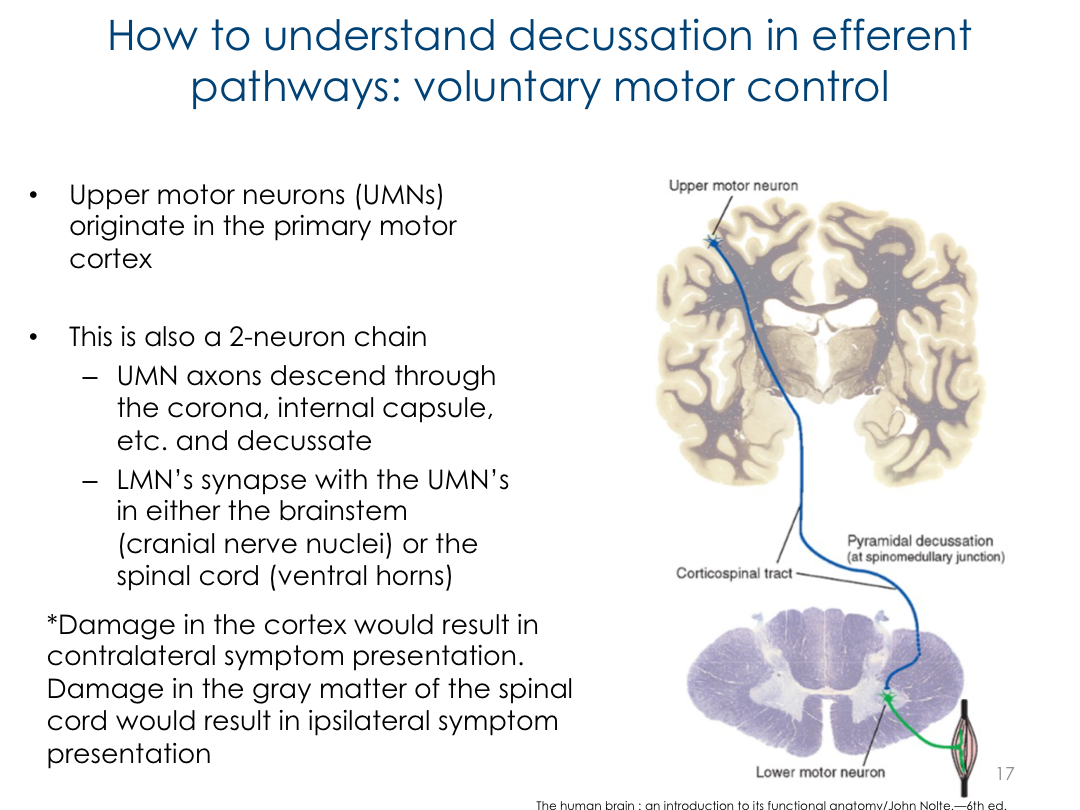 How to understand decussation in efferent
pathways: voluntary motor control
• Upper motor neurons (UMNs)
originate in the primary motor
cortex
• This is also a 2-neuron chain
– UMN axons descend through
the corona, internal capsule,
etc. and decussate
– LMN’s synapse with the UMN’s
in either the brainstem
(cranial nerve nuclei) or the
spinal cord (ventral horns)
*Damage in the cortex would result in
contralateral symptom presentation.
Damage in the gray matter of the spinal
cord would result in ipsilateral symptom
presentation
Upper motor neuron
Pyramidal decussation
(at spinomedullary junction)
Corticospinal tract
Lower motor neuron
17
The human brain : an introduction to its functional anatomy/John Nolte.—6th ed.